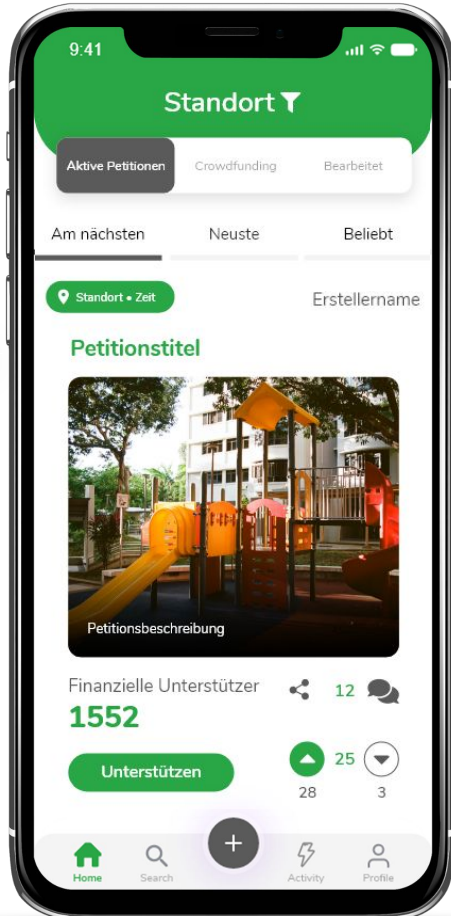 9:41
Standort
Aktive Petitionen Crowdfunding Bearbeitet
Am nächsten Neuste Beliebt
Standort • Zeit Erstellername
Petitionstitel
Petitionsbeschreibung
Finanzielle Unterstützer 12
1552
Unterstützen 25
28 3
+
Home Search Activity Profile